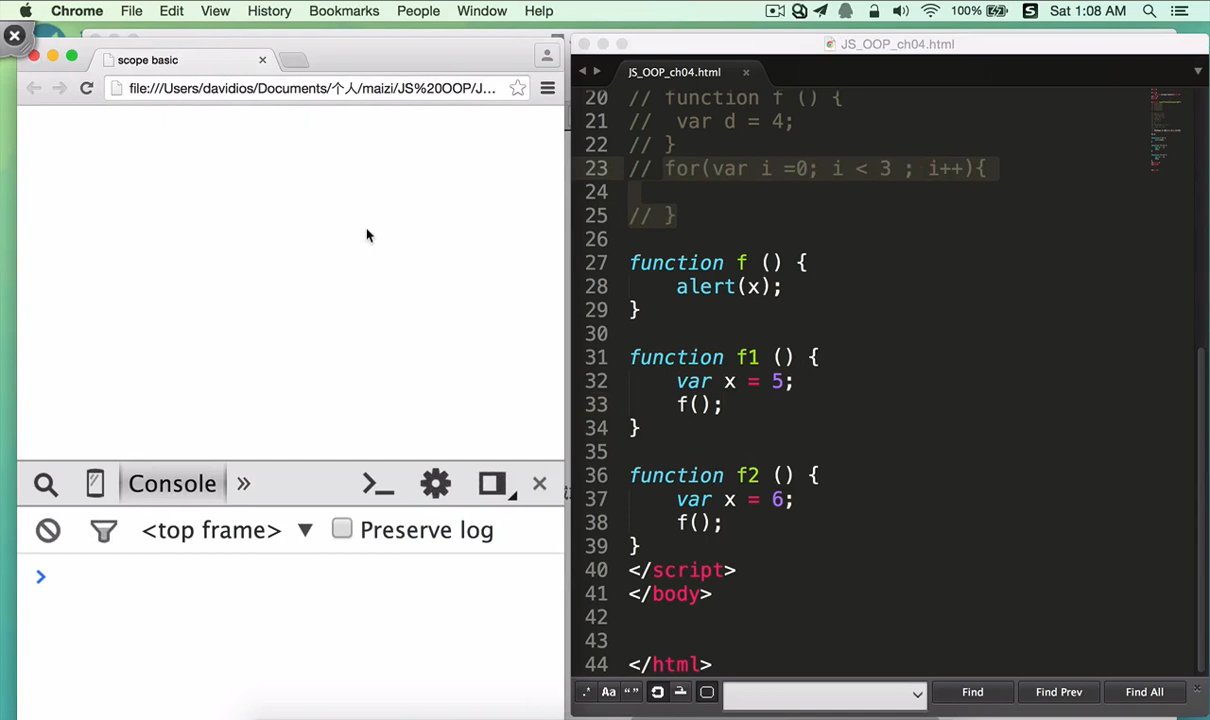 Chrome File Edit View History Bookmarks People Window Help 100% Sat 1:08 AM
scope basic
file:///Users/davidios/Documents/个人/maizi/JS%20OOP/J...
Console »
<top frame> ▼ Preserve log
>
JS_OOP_ch04.html
JS_OOP_ch04.html
20 // function f () {
21 // var d = 4;
22 // }
23 // for(var i =0; i < 3 ; i++){
24
25 // }
26
27 function f () {
28 alert(x);
29 }
30
31 function f1 () {
32 var x = 5;
33 f();
34 }
35
36 function f2 () {
37 var x = 6;
38 f();
39 }
40 </script>
41 </body>
42
43
44 </html>
.* Aa “ ” Find Find Prev Find All